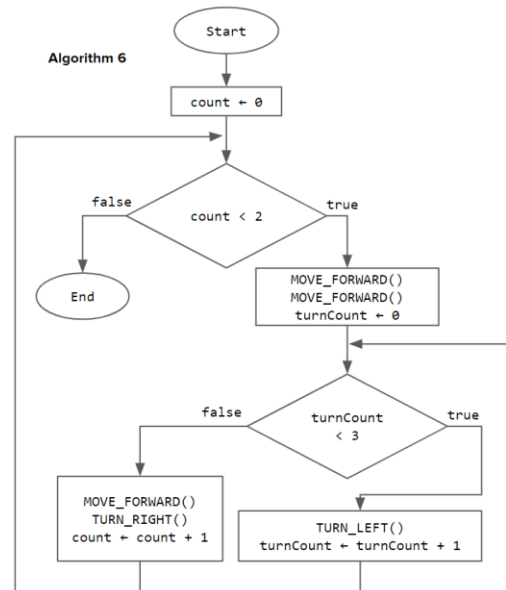 Start
Algorithm 6
count ← 0
false
true
count < 2
End
MOVE_FORWARD()
MOVE_FORWARD()
turnCount ← 0
false
true
turnCount
< 3
MOVE_FORWARD()
TURN_RIGHT()
count ← count + 1
TURN_LEFT()
turnCount ← turnCount + 1